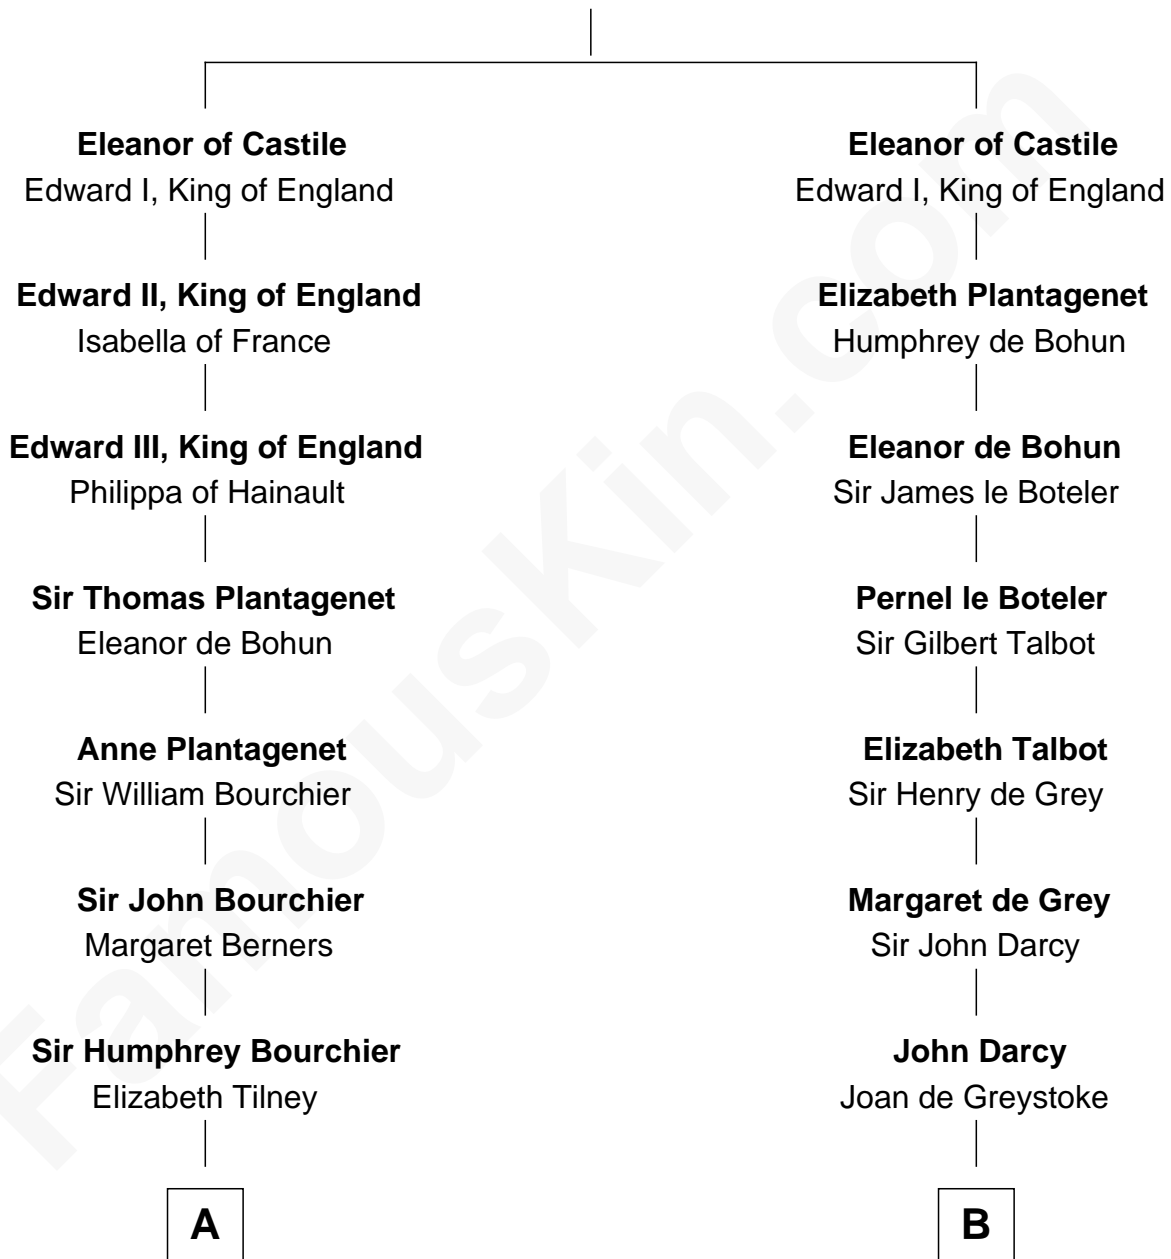 Eleanor of Castile
Edward I, King of England
Edward II, King of England
Isabella of France
Edward III, King of England
Philippa of Hainault
Sir Thomas Plantagenet
Eleanor de Bohun
Anne Plantagenet
Sir William Bourchier
Sir John Bourchier
Margaret Berners
Sir Humphrey Bourchier
Elizabeth Tilney
A
Eleanor of Castile
Edward I, King of England
Elizabeth Plantagenet
Humphrey de Bohun
Eleanor de Bohun
Sir James le Boteler
Pernel le Boteler
Sir Gilbert Talbot
Elizabeth Talbot
Sir Henry de Grey
Margaret de Grey
Sir John Darcy
John Darcy
Joan de Greystoke
B
FamousKin.com